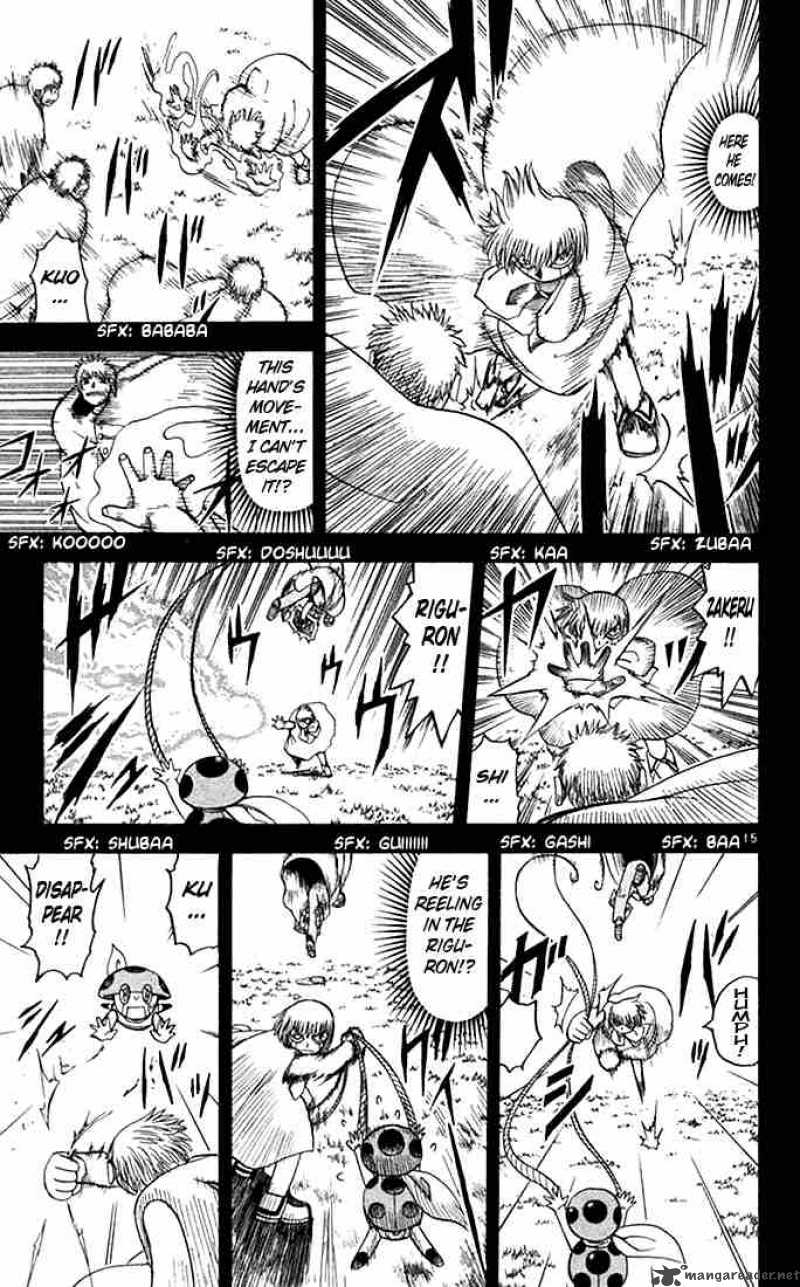 HERE
HE
COMES!
KUO
...
SFX: BABABA
THIS
HAND'S
MOVE-
MENT...
I CAN'T
ESCAPE
IT!?
SFX: KOOOOO
SFX: DOSHUUUU
SFX: KAA
SFX: ZUBAA
ZAKERU
!!
SHI
...
RIGU-
RON
!!
SFX: SHUBAA
SFX: GUIIIIIII
SFX: GASHI
SFX: BAA
15
HUMPH!
HE'S
REELING
IN THE
RIGU-
RON!?
KU
...
DISAP-
PEAR
!!
mangareader.net